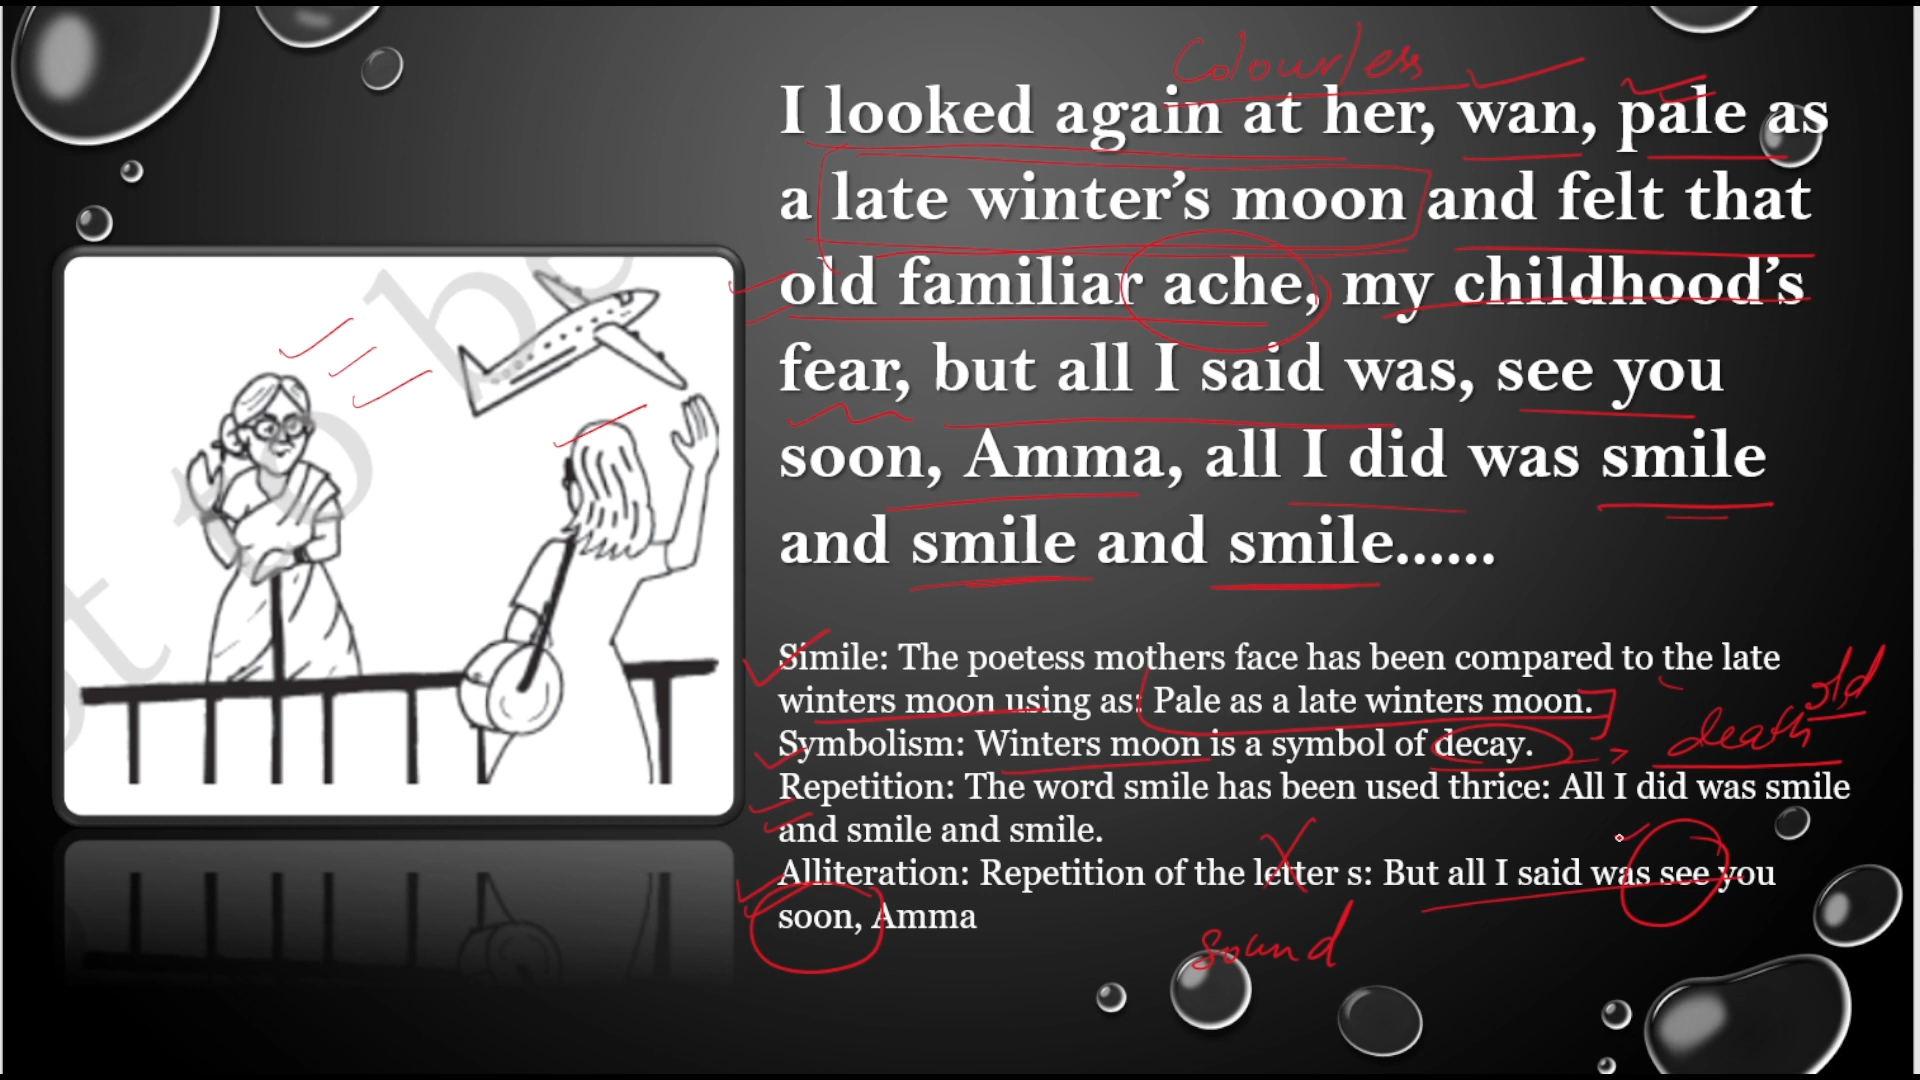 Colourless
I looked again at her, wan, pale as
a late winter's moon and felt that
old familiar ache, my childhood's
fear, but all I said was, see you
soon, Amma, all I did was smile
and smile and smile......
Simile: The poetess mothers face has been compared to the late
winters moon using as: Pale as a late winters moon.
old
Symbolism: Winters moon is a symbol of decay.
death
Repetition: The word smile has been used thrice: All I did was smile
and smile and smile.
Alliteration: Repetition of the letter s: But all I said was see you
soon, Amma
sound
t to be